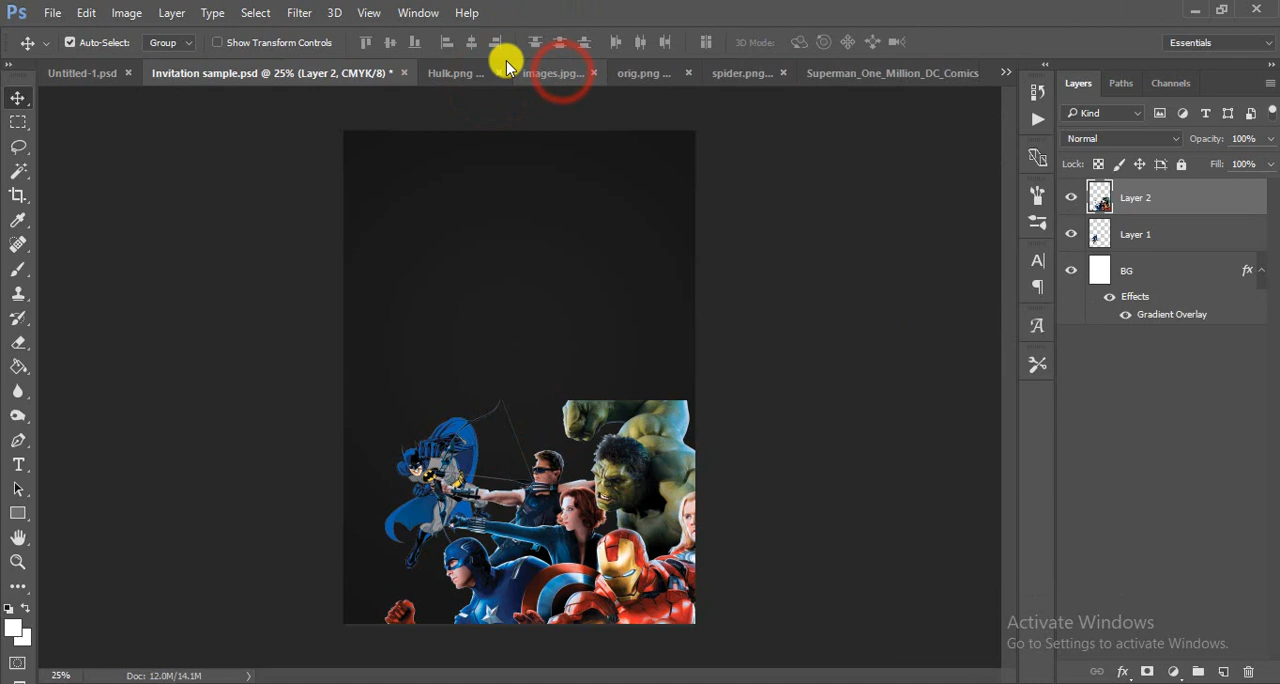 Ps File Edit Image Layer Type Select Filter 3D View Window Help
Auto-Select: Group Show Transform Controls 3D Mode: Essentials
Untitled-1.psd × Invitation sample.psd @ 25% (Layer 2, CMYK/8) * × Hulk.png ... × images.jpg... × orig.png ... × spider.png... × Superman_One_Million_DC_Comics
Layers Paths Channels
Kind
Normal Opacity: 100%
Lock: Fill: 100%
Layer 2
Layer 1
BG fx
Effects
Gradient Overlay
Activate Windows
Go to Settings to activate Windows.
25% Doc: 12.0M/14.1M